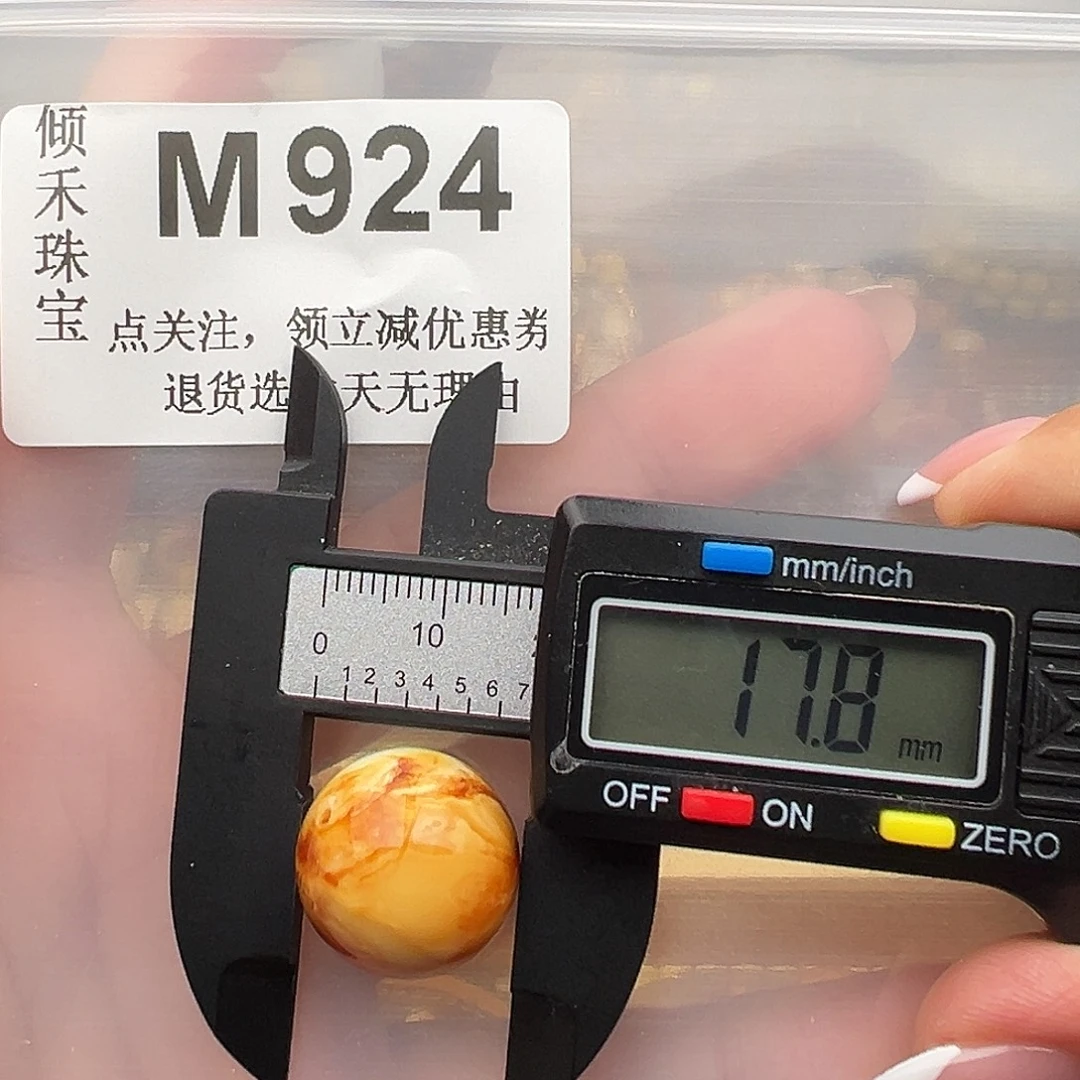 倾禾珠宝
M924
点关注，领立减优惠券
退货选 天无理由
mm/inch
0 10
1 2 3 4 5 6 7
17.8 mm
OFF ON ZERO